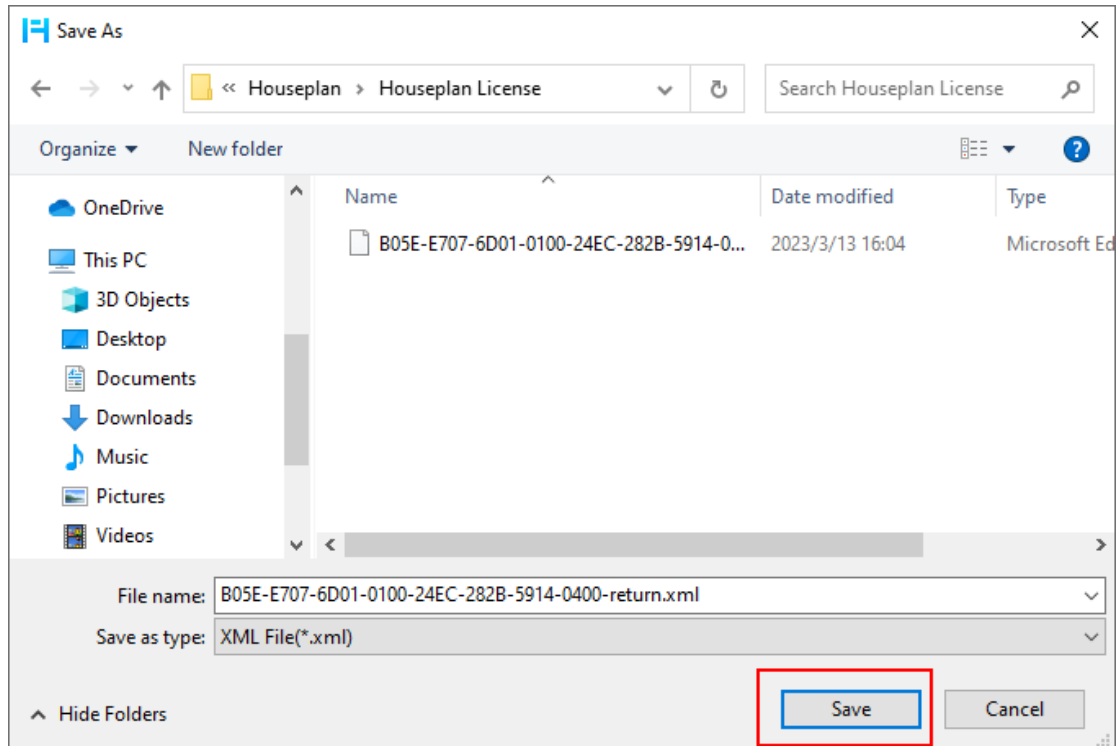 Save As
« Houseplan > Houseplan License
Search Houseplan License
Organize
New folder
?
Name
Date modified
Type
B05E-E707-6D01-0100-24EC-282B-5914-0...
2023/3/13 16:04
Microsoft Ed
OneDrive
This PC
3D Objects
Desktop
Documents
Downloads
Music
Pictures
Videos
File name: B05E-E707-6D01-0100-24EC-282B-5914-0400-return.xml
Save as type: XML File(*.xml)
Hide Folders
Save
Cancel